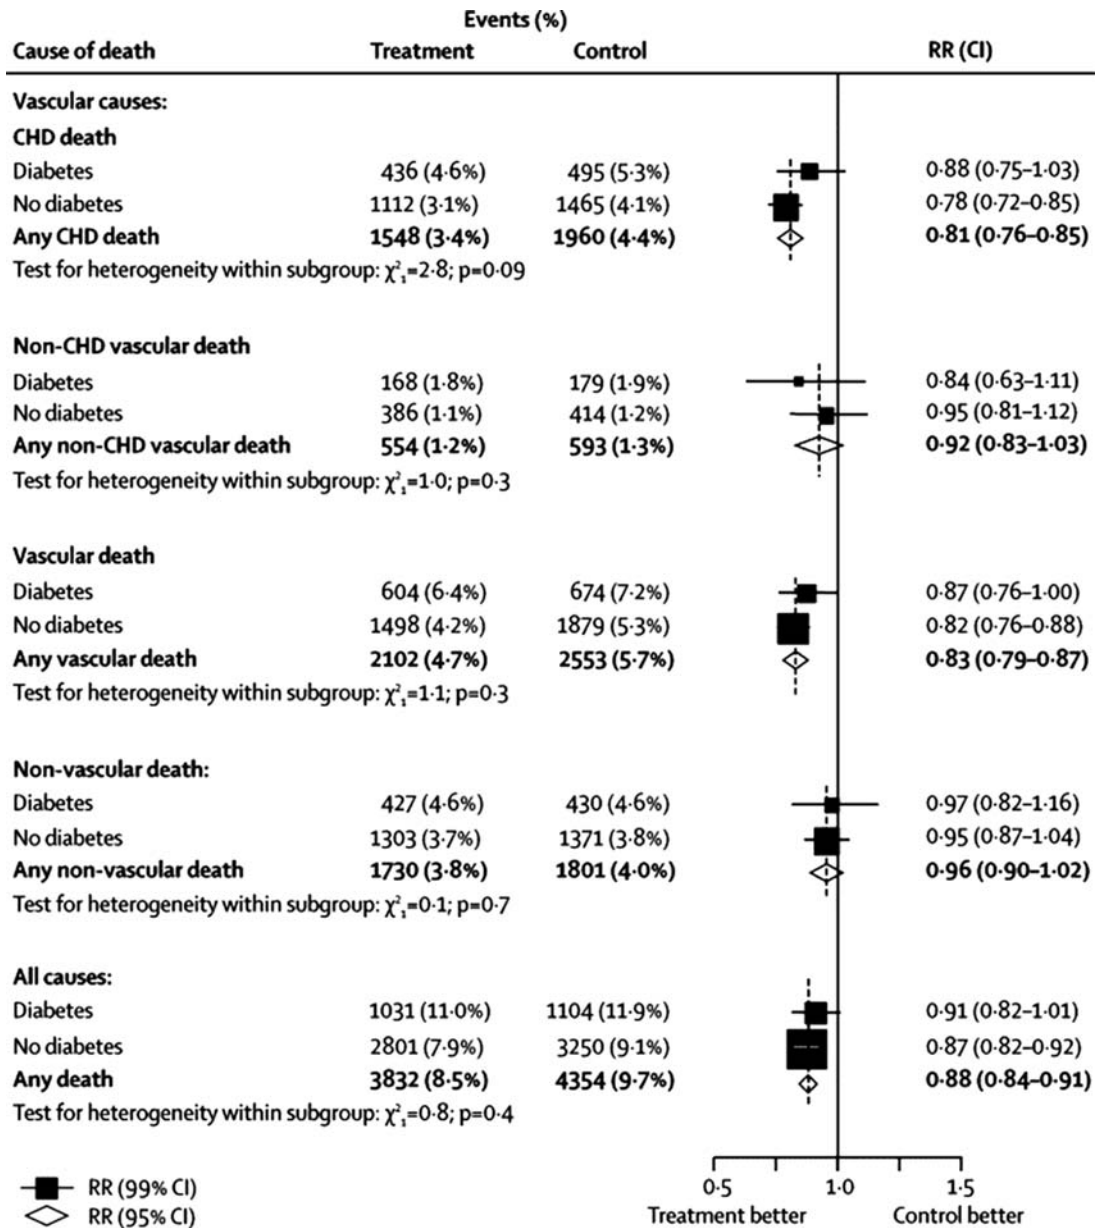 Events (%)
Cause of death Treatment Control RR (CI)
Vascular causes:
CHD death
Diabetes 436 (4·6%) 495 (5·3%) 0·88 (0·75–1·03)
No diabetes 1112 (3·1%) 1465 (4·1%) 0·78 (0·72–0·85)
Any CHD death 1548 (3·4%) 1960 (4·4%) 0·81 (0·76–0·85)
Test for heterogeneity within subgroup: χ²₁=2·8; p=0·09
Non-CHD vascular death
Diabetes 168 (1·8%) 179 (1·9%) 0·84 (0·63–1·11)
No diabetes 386 (1·1%) 414 (1·2%) 0·95 (0·81–1·12)
Any non-CHD vascular death 554 (1·2%) 593 (1·3%) 0·92 (0·83–1·03)
Test for heterogeneity within subgroup: χ²₁=1·0; p=0·3
Vascular death
Diabetes 604 (6·4%) 674 (7·2%) 0·87 (0·76–1·00)
No diabetes 1498 (4·2%) 1879 (5·3%) 0·82 (0·76–0·88)
Any vascular death 2102 (4·7%) 2553 (5·7%) 0·83 (0·79–0·87)
Test for heterogeneity within subgroup: χ²₁=1·1; p=0·3
Non-vascular death:
Diabetes 427 (4·6%) 430 (4·6%) 0·97 (0·82–1·16)
No diabetes 1303 (3·7%) 1371 (3·8%) 0·95 (0·87–1·04)
Any non-vascular death 1730 (3·8%) 1801 (4·0%) 0·96 (0·90–1·02)
Test for heterogeneity within subgroup: χ²₁=0·1; p=0·7
All causes:
Diabetes 1031 (11·0%) 1104 (11·9%) 0·91 (0·82–1·01)
No diabetes 2801 (7·9%) 3250 (9·1%) 0·87 (0·82–0·92)
Any death 3832 (8·5%) 4354 (9·7%) 0·88 (0·84–0·91)
Test for heterogeneity within subgroup: χ²₁=0·8; p=0·4
RR (99% CI)
RR (95% CI)
0·5 1·0 1·5
Treatment better Control better